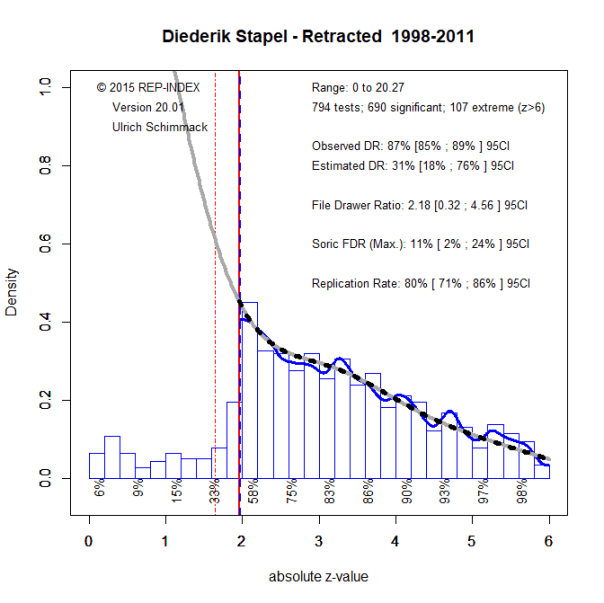 Diederik Stapel - Retracted 1998-2011
© 2015 REP-INDEX
Version 20.01
Ulrich Schimmack
Range: 0 to 20.27
794 tests; 690 significant; 107 extreme (z>6)
Observed DR: 87% [85% ; 89% ] 95CI
Estimated DR: 31% [18% ; 76% ] 95CI
File Drawer Ratio: 2.18 [0.32 ; 4.56 ] 95CI
Soric FDR (Max.): 11% [ 2% ; 24% ] 95CI
Replication Rate: 80% [ 71% ; 86% ] 95CI
Density
1.0
0.8
0.6
0.4
0.2
0.0
6% 9% 15% 33% 58% 75% 83% 86% 90% 93% 97% 98%
0 1 2 3 4 5 6
absolute z-value